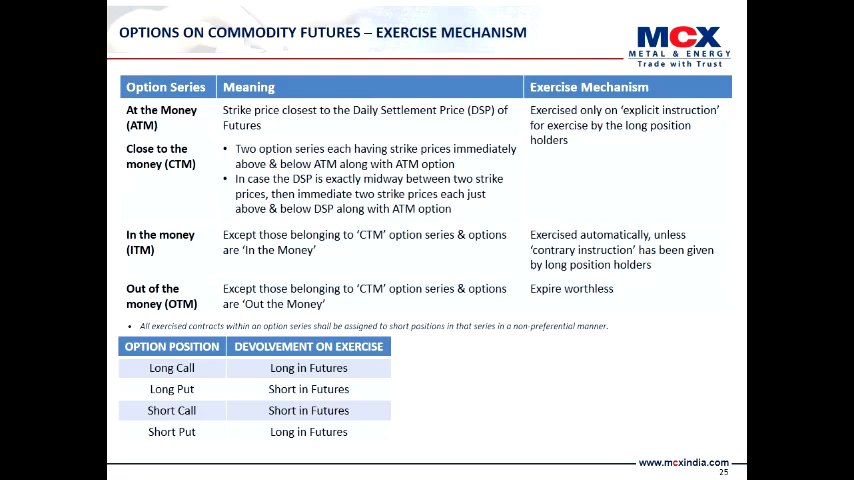 OPTIONS ON COMMODITY FUTURES – EXERCISE MECHANISM
MCX
METAL & ENERGY
Trade with Trust
Option Series Meaning Exercise Mechanism
At the Money (ATM)
Strike price closest to the Daily Settlement Price (DSP) of
Futures
Exercised only on ‘explicit instruction’
for exercise by the long position
holders
Close to the
money (CTM)
• Two option series each having strike prices immediately
above & below ATM along with ATM option
• In case the DSP is exactly midway between two strike
prices, then immediate two strike prices each just
above & below DSP along with ATM option
In the money
(ITM)
Except those belonging to ‘CTM’ option series & options
are ‘In the Money’
Exercised automatically, unless
‘contrary instruction’ has been given
by long position holders
Out of the
money (OTM)
Except those belonging to ‘CTM’ option series & options
are ‘Out the Money’
Expire worthless
• All exercised contracts within an option series shall be assigned to short positions in that series in a non-preferential manner.
OPTION POSITION DEVOLVEMENT ON EXERCISE
Long Call Long in Futures
Long Put Short in Futures
Short Call Short in Futures
Short Put Long in Futures
www.mcxindia.com
25